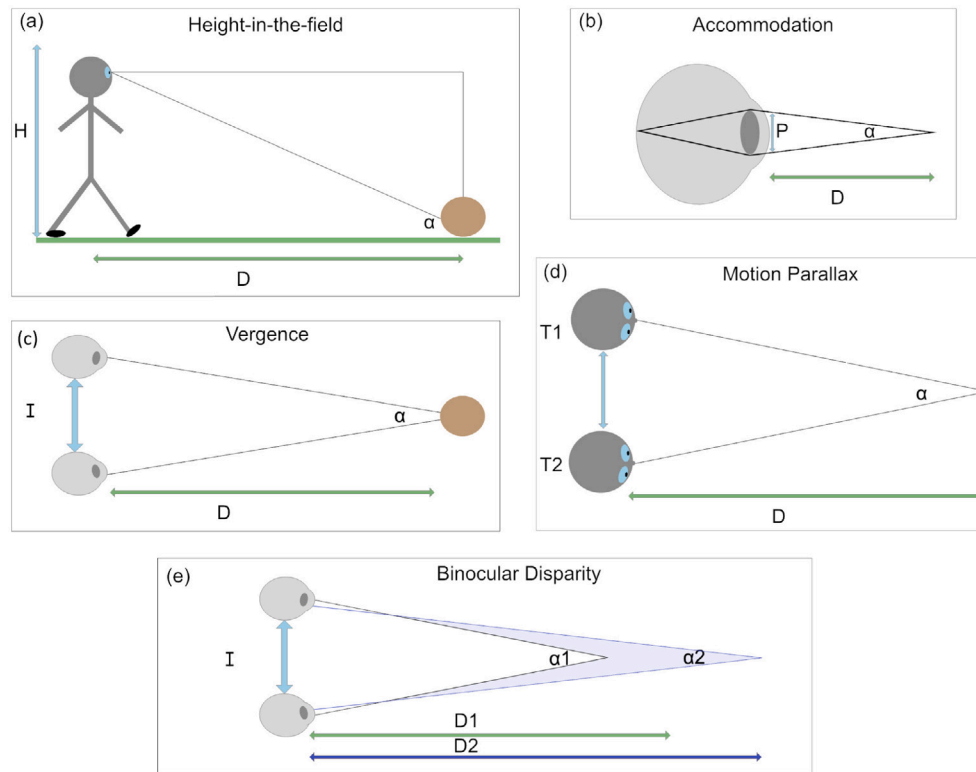 (a)
Height-in-the-field
H
α
D
(b)
Accommodation
P
α
D
(c)
Vergence
I
α
D
(d)
Motion Parallax
T1
α
T2
D
(e)
Binocular Disparity
I
α1
α2
D1
D2